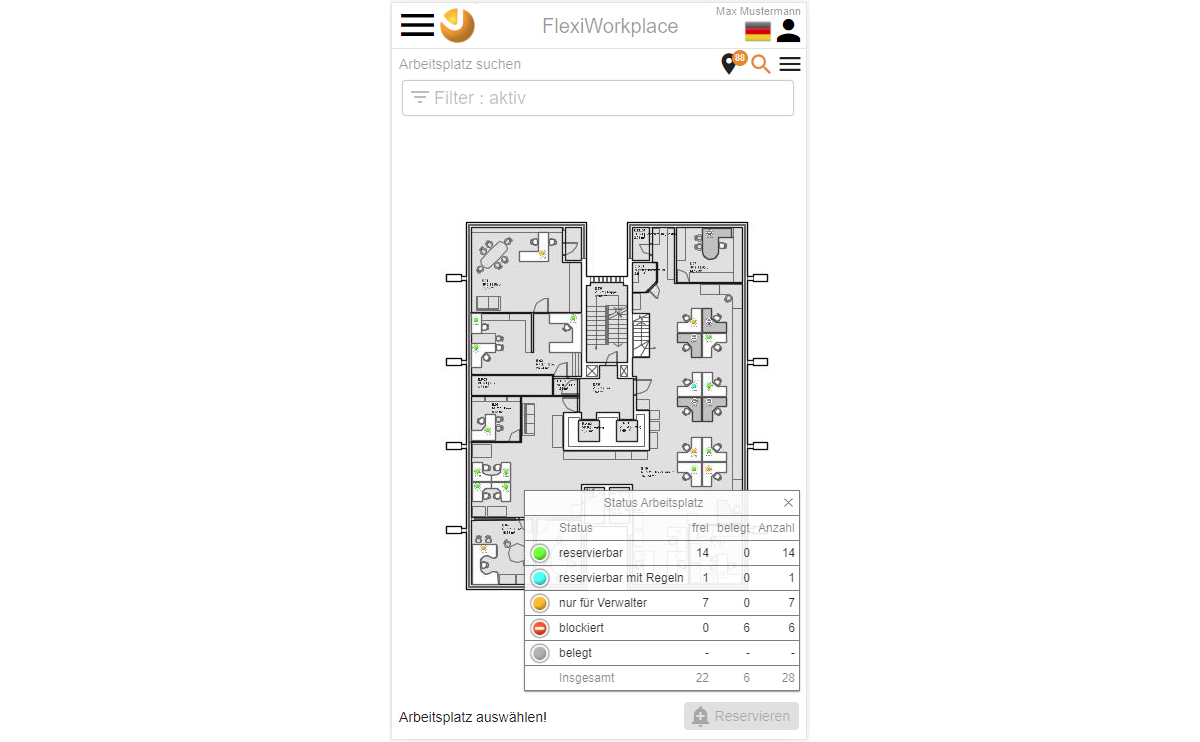 Max Mustermann
FlexiWorkplace
Arbeitsplatz suchen
88
Filter : aktiv
Status Arbeitsplatz
Status frei belegt Anzahl
reservierbar 14 0 14
reservierbar mit Regeln 1 0 1
nur für Verwalter 7 0 7
blockiert 0 6 6
belegt - - -
Insgesamt 22 6 28
Arbeitsplatz auswählen!
Reservieren